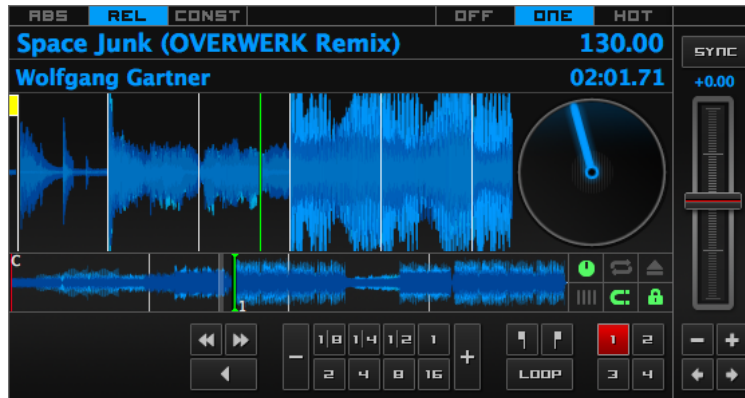 ABS REL CONST OFF ONE HOT
Space Junk (OVERWERK Remix) 130.00
SYNC
Wolfgang Gartner 02:01.71
+0.00
C
1
1|8 1|4 1|2 1
1 2
2 4 8 16
LOOP
3 4